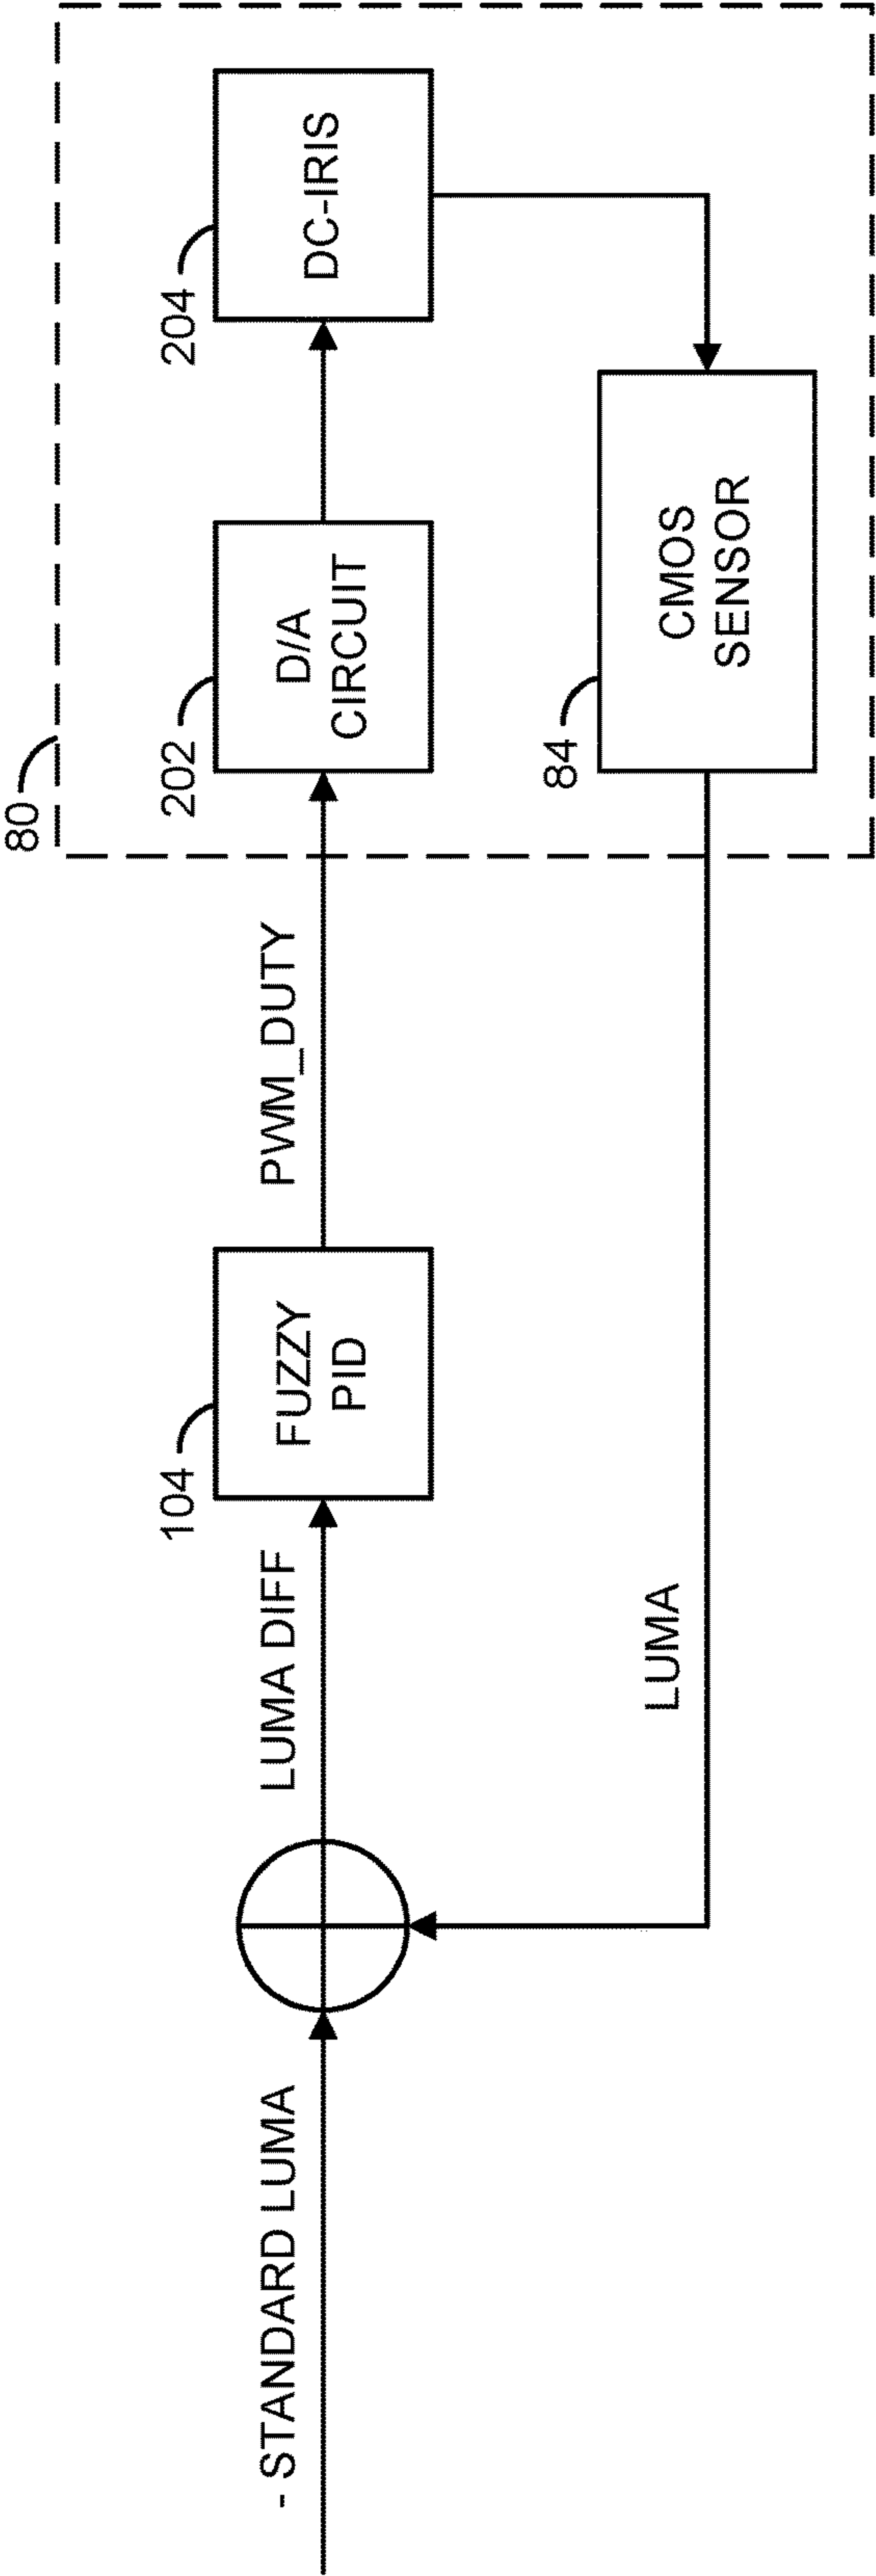 80
- STANDARD LUMA
LUMA DIFF
104
FUZZY
PID
PWM_DUTY
202
D/A
CIRCUIT
204
DC-IRIS
LUMA
84
CMOS
SENSOR